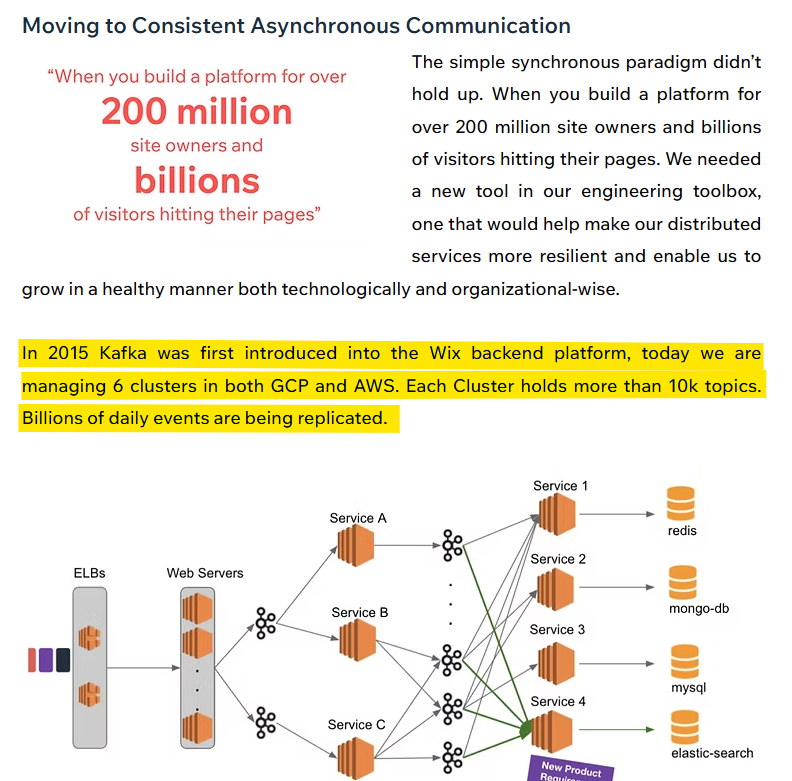 Moving to Consistent Asynchronous Communication
“When you build a platform for over
200 million
site owners and
billions
of visitors hitting their pages”
The simple synchronous paradigm didn’t
hold up. When you build a platform for
over 200 million site owners and billions
of visitors hitting their pages. We needed
a new tool in our engineering toolbox,
one that would help make our distributed
services more resilient and enable us to
grow in a healthy manner both technologically and organizational-wise.
In 2015 Kafka was first introduced into the Wix backend platform, today we are
managing 6 clusters in both GCP and AWS. Each Cluster holds more than 10k topics.
Billions of daily events are being replicated.
ELBs
Web Servers
Service A
Service B
Service C
Service 1
Service 2
Service 3
Service 4
redis
mongo-db
mysql
elastic-search
New Product